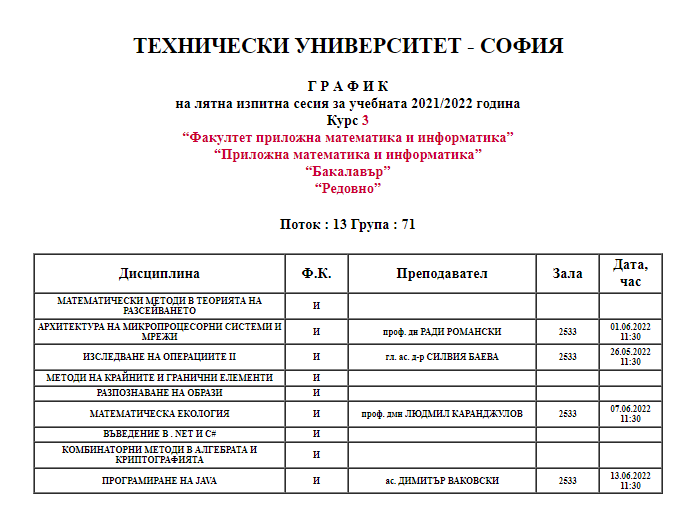 ТЕХНИЧЕСКИ УНИВЕРСИТЕТ - СОФИЯ
Г Р А Ф И К
на лятна изпитна сесия за учебната 2021/2022 година
Курс 3
“Факултет приложна математика и информатика”
“Приложна математика и информатика”
“Бакалавър”
“Редовно”
Поток : 13 Група : 71
Дисциплина Ф.К. Преподавател Зала Дата, час
МАТЕМАТИЧЕСКИ МЕТОДИ В ТЕОРИЯТА НА
РАЗСЕЙВАНЕТО И
АРХИТЕКТУРА НА МИКРОПРОЦЕСОРНИ СИСТЕМИ И
МРЕЖИ И проф. дн РАДИ РОМАНСКИ 2533 01.06.2022
11:30
ИЗСЛЕДВАНЕ НА ОПЕРАЦИИТЕ II И гл. ас. д-р СИЛВИЯ БАЕВА 2533 26.05.2022
11:30
МЕТОДИ НА КРАЙНИТЕ И ГРАНИЧНИ ЕЛЕМЕНТИ И
РАЗПОЗНАВАНЕ НА ОБРАЗИ И
МАТЕМАТИЧЕСКА ЕКОЛОГИЯ И проф. дмн ЛЮДМИЛ КАРАНДЖУЛОВ 2533 07.06.2022
11:30
ВЪВЕДЕНИЕ В . NET И C# И
КОМБИНАТОРНИ МЕТОДИ В АЛГЕБРАТА И
КРИПТОГРАФИЯТА И
ПРОГРАМИРАНЕ НА JAVA И ас. ДИМИТЪР ВАКОВСКИ 2533 13.06.2022
11:30